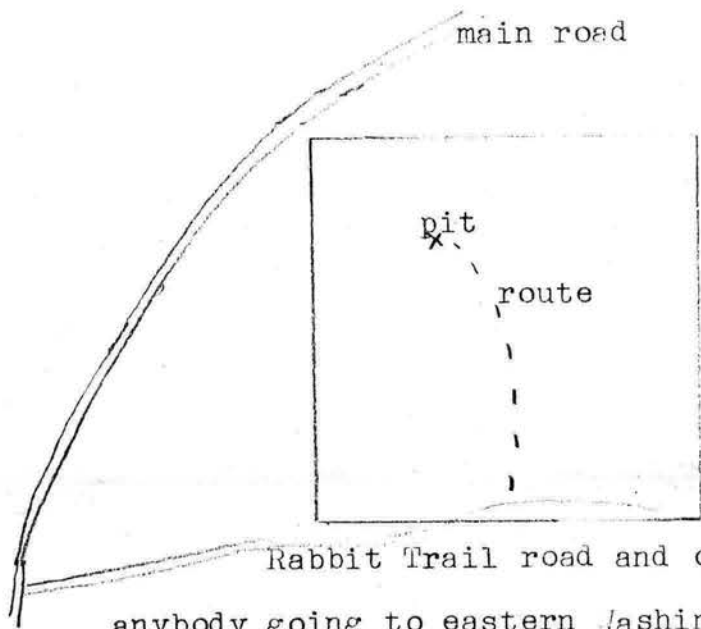 main road
pit
route
Rabbit Trail road and
anybody going to eastern